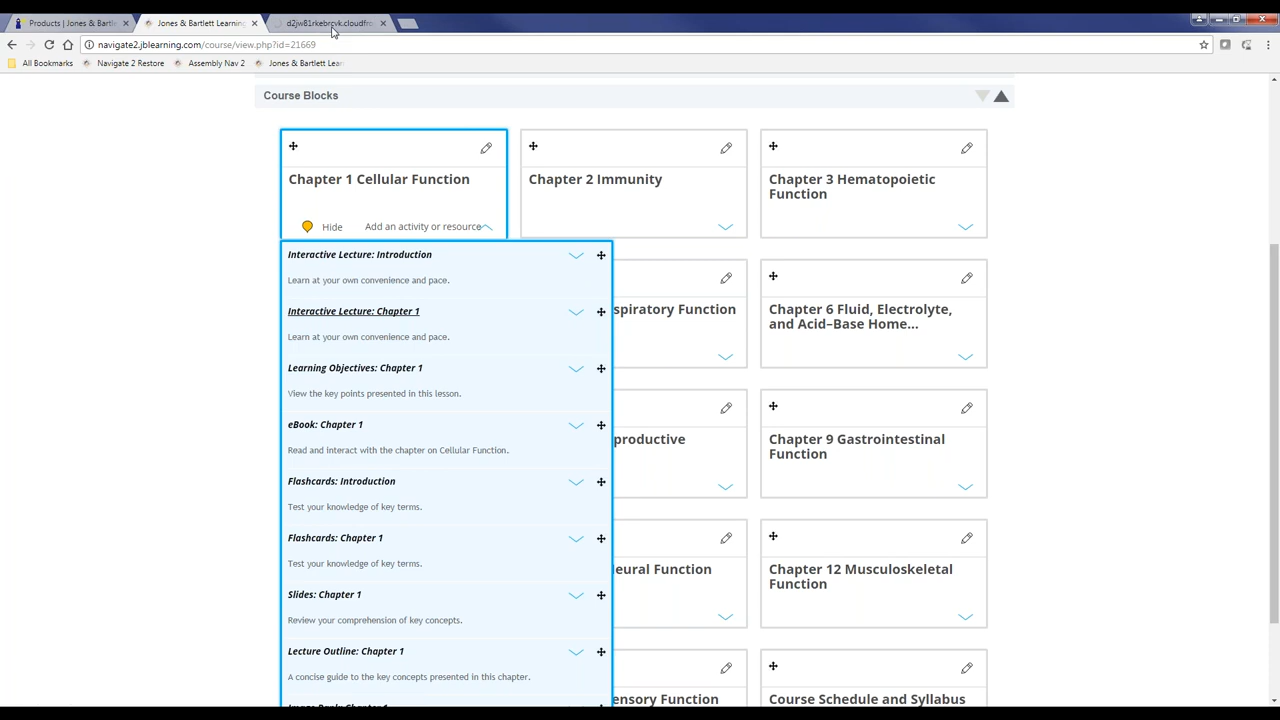 Products | Jones & Bartlet
Jones & Bartlett Learning
d2jw81rkebrcvk.cloudfro
navigate2.jblearning.com/course/view.php?id=21669
All Bookmarks
Navigate 2 Restore
Assembly Nav 2
Jones & Bartlett Lear
Course Blocks
Chapter 1 Cellular Function
Hide
Add an activity or resource
Chapter 2 Immunity
Chapter 3 Hematopoietic
Function
Interactive Lecture: Introduction
Learn at your own convenience and pace.
Interactive Lecture: Chapter 1
Learn at your own convenience and pace.
Learning Objectives: Chapter 1
View the key points presented in this lesson.
eBook: Chapter 1
Read and interact with the chapter on Cellular Function.
Flashcards: Introduction
Test your knowledge of key terms.
Flashcards: Chapter 1
Test your knowledge of key terms.
Slides: Chapter 1
Review your comprehension of key concepts.
Lecture Outline: Chapter 1
A concise guide to the key concepts presented in this chapter.
spiratory Function
Chapter 6 Fluid, Electrolyte,
and Acid–Base Home...
productive
Chapter 9 Gastrointestinal
Function
eural Function
Chapter 12 Musculoskeletal
Function
ensory Function
Course Schedule and Syllabus